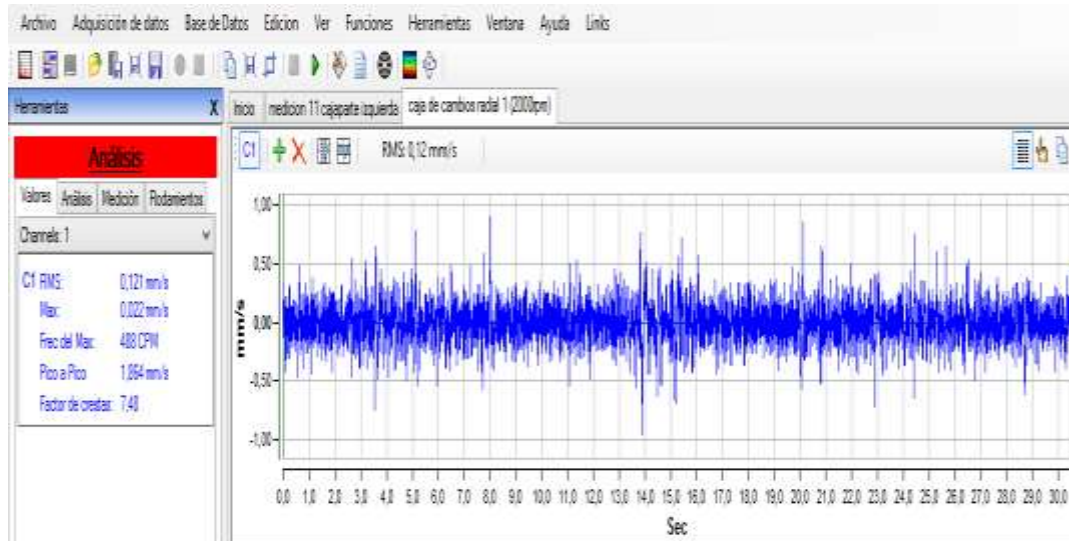 Archivo Adquisición de datos Base de Datos Edicion Ver Funciones Herramientas Ventana Ayuda Links
Herramientas X
Inicio medicion 11 cajaparte izquierda caja de cambos radial 1 (2000rpm)
Análisis
C1 RMS: 0,12 mm/s
Valores Análisis Medición Rodamientos
Channels: 1
C1 RMS: 0,121 mm/s
Max: 0,022 mm/s
Frec del Max: 488 CPM
Pico a Pico 1,864 mm/s
Factor de crestas: 7,48
1,00
0,50
0,00
-0,50
-1,00
mm/s
0,0 1,0 2,0 3,0 4,0 5,0 6,0 7,0 8,0 9,0 10,0 11,0 12,0 13,0 14,0 15,0 16,0 17,0 18,0 19,0 20,0 21,0 22,0 23,0 24,0 25,0 26,0 27,0 28,0 29,0 30,0
Sec